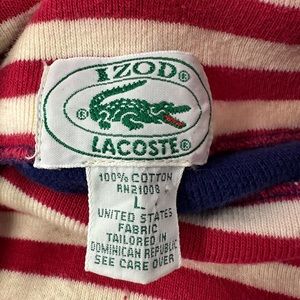 IZOD®
®
LACOSTE®
100% COTTON
RN21008
L
UNITED STATES
FABRIC
TAILORED IN
DOMINICAN REPUBLIC
SEE CARE OVER